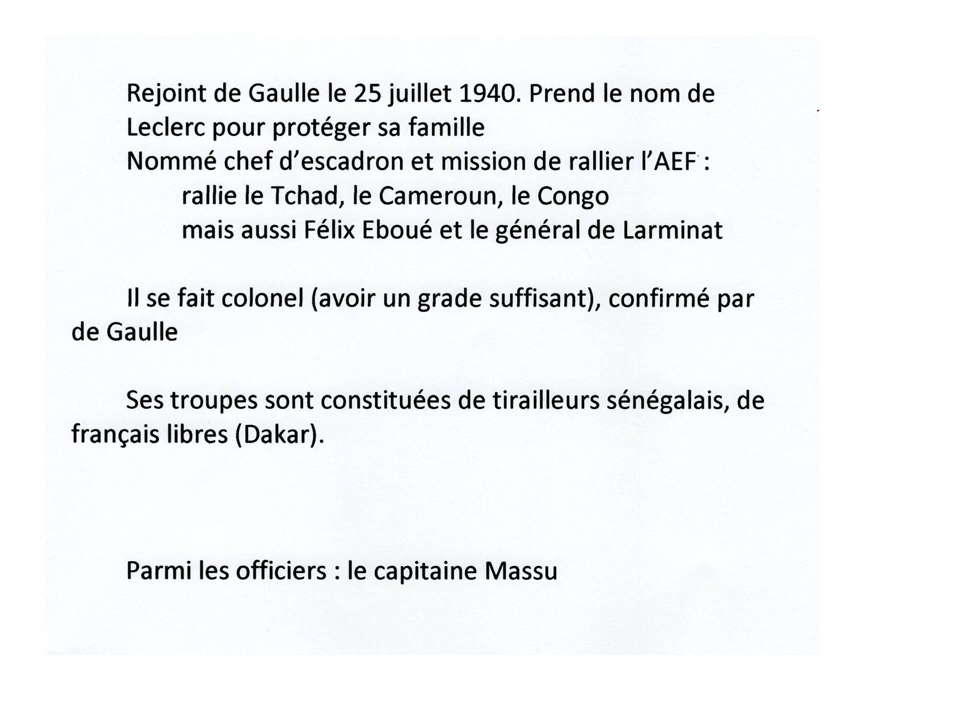 Rejoint de Gaulle le 25 juillet 1940. Prend le nom de
Leclerc pour protéger sa famille
Nommé chef d’escadron et mission de rallier l’AEF :
rallie le Tchad, le Cameroun, le Congo
mais aussi Félix Eboué et le général de Larminat
Il se fait colonel (avoir un grade suffisant), confirmé par
de Gaulle
Ses troupes sont constituées de tirailleurs sénégalais, de
français libres (Dakar).
Parmi les officiers : le capitaine Massu